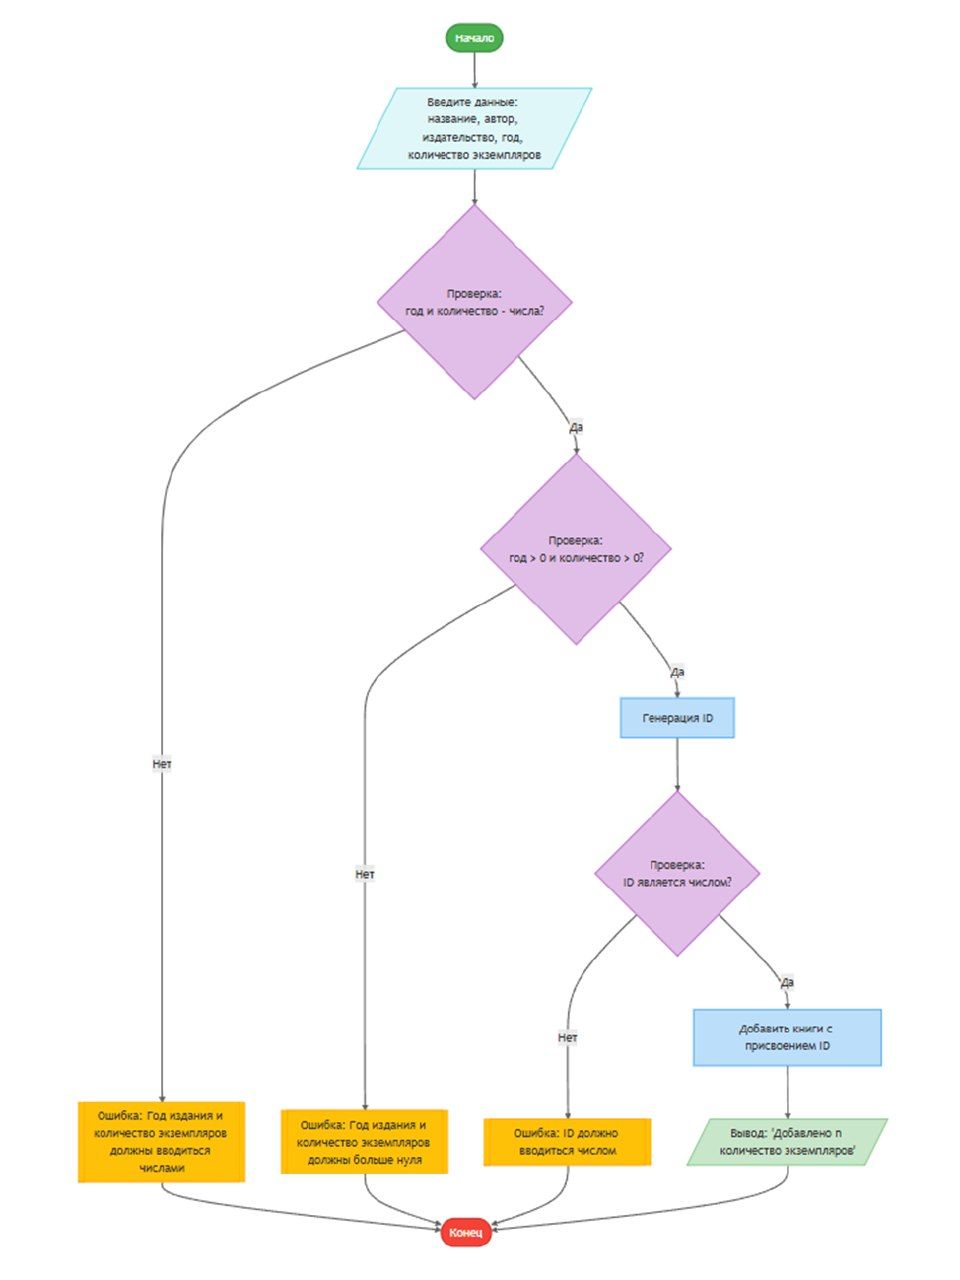 Начало
Введите данные:
название, автор,
издательство, год,
количество экземпляров
Проверка:
год и количество - числа?
Да
Проверка:
год > 0 и количество > 0?
Да
Генерация ID
Нет
Проверка:
ID является числом?
Нет
Да
Добавить книги с
присвоением ID
Нет
Ошибка: Год издания и
количество экземпляров
должны вводиться
числами
Ошибка: Год издания и
количество экземпляров
должны больше нуля
Ошибка: ID должно
вводиться числом
Вывод: 'Добавлено n
количество экземпляров'
Конец